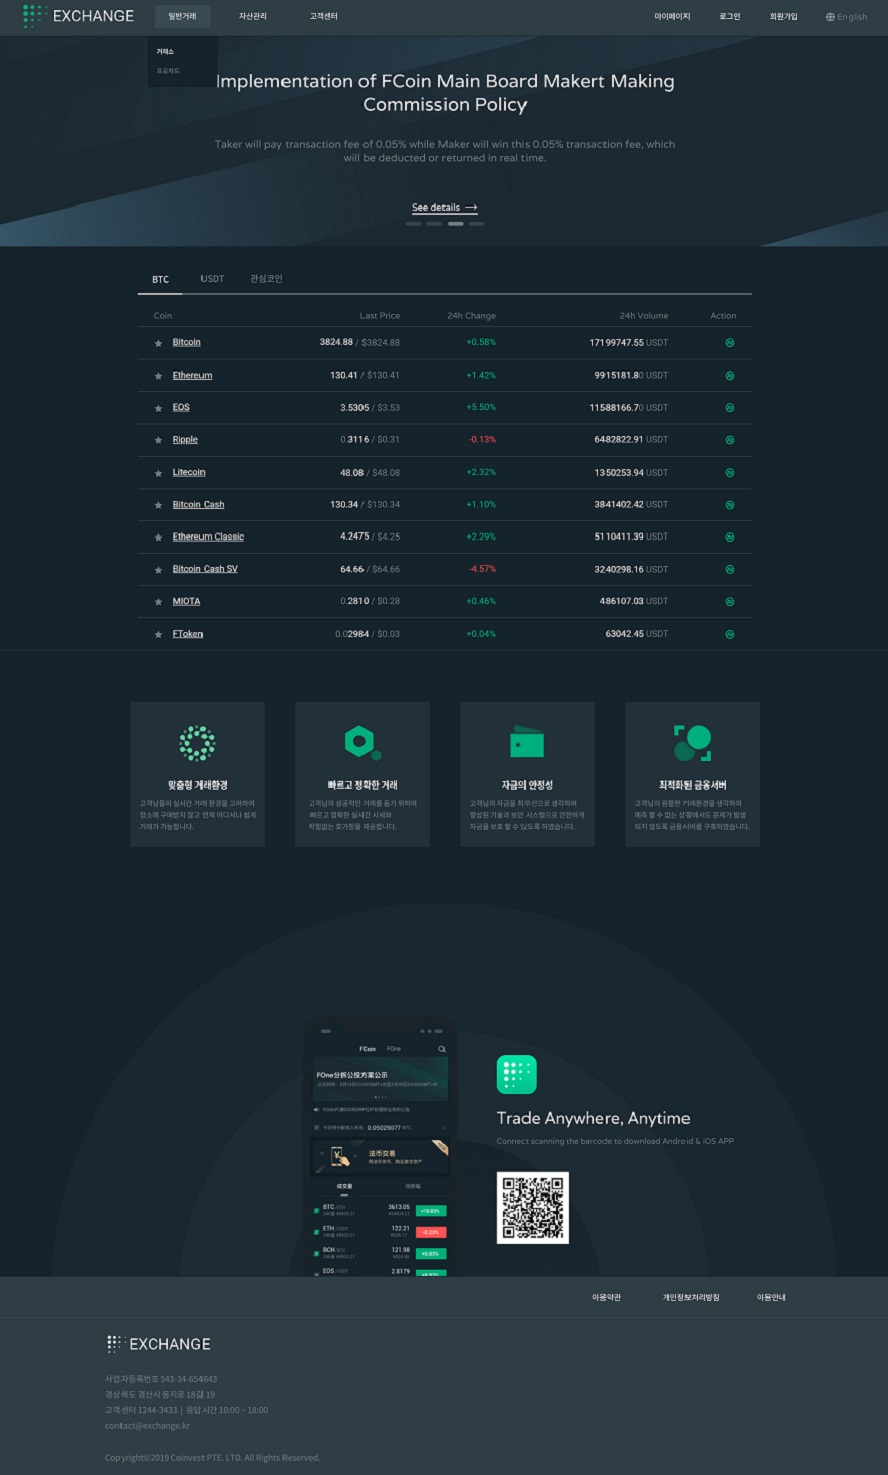 EXCHANGE 일반거래 자산관리 고객센터 마이페이지 로그인 회원가입 English
거래소
프로차트
Implementation of FCoin Main Board Makert Making
Commission Policy
Taker will pay transaction fee of 0.05% while Maker will win this 0.05% transaction fee, which
will be deducted or returned in real time.
See details
BTC USDT 관심코인
Coin Last Price 24h Change 24h Volume Action
Bitcoin 3824.88 / $3824.88 +0.58% 17199747.55 USDT
Ethereum 130.41 / $130.41 +1.42% 9915181.80 USDT
EOS 3.5305 / $3.53 +5.50% 11588166.70 USDT
Ripple 0.3116 / $0.31 -0.13% 6482822.91 USDT
Litecoin 48.08 / $48.08 +2.32% 1350253.94 USDT
Bitcoin Cash 130.34 / $130.34 +1.10% 3841402.42 USDT
Ethereum Classic 4.2475 / $4.25 +2.29% 5110411.39 USDT
Bitcoin Cash SV 64.66 / $64.66 -4.57% 3240298.16 USDT
MIOTA 0.2810 / $0.28 +0.46% 486107.03 USDT
FToken 0.02984 / $0.03 +0.04% 63042.45 USDT
맞춤형 거래환경
고객님들의 실시간 거래 환경을 고려하여
장소에 구애받지 않고 언제 어디서나 쉽게
거래가 가능합니다.
빠르고 정확한 거래
고객님의 성공적인 거래를 돕기 위하여
빠르고 정확한 실시간 시세와
막힘없는 호가창을 제공합니다.
자금의 안정성
고객님의 자금을 최우선으로 생각하여
향상된 기술과 보안 시스템으로 안전하게
자금을 보호 할 수 있도록 하였습니다.
최적화된 금융서버
고객님의 원활한 거래환경을 생각하여
예측 할 수 없는 상황에서도 문제가 발생
되지 않도록 금융서버를 구축하였습니다.
FCoin FOne
FOne分拆公投方案公示
0.05029077 BTC
法币交易
成交量 涨跌幅
BTC 3613.05 +19.83%
ETH /USDT 122.21 -0.23%
BCH 121.98 +0.83%
EOS /USDT 2.8179
Trade Anywhere, Anytime
Connect scanning the barcode to download Android & iOS APP
이용약관 개인정보처리방침 이용안내
EXCHANGE
사업자등록번호 543-34-654643
경상북도 경산시 둥지로 18길 19
고객센터 1244-3433 | 응답시간 10:00 ~ 18:00
contact@exchange.kr
Copyright©2019 Coinvest PTE. LTD. All Rights Reserved.